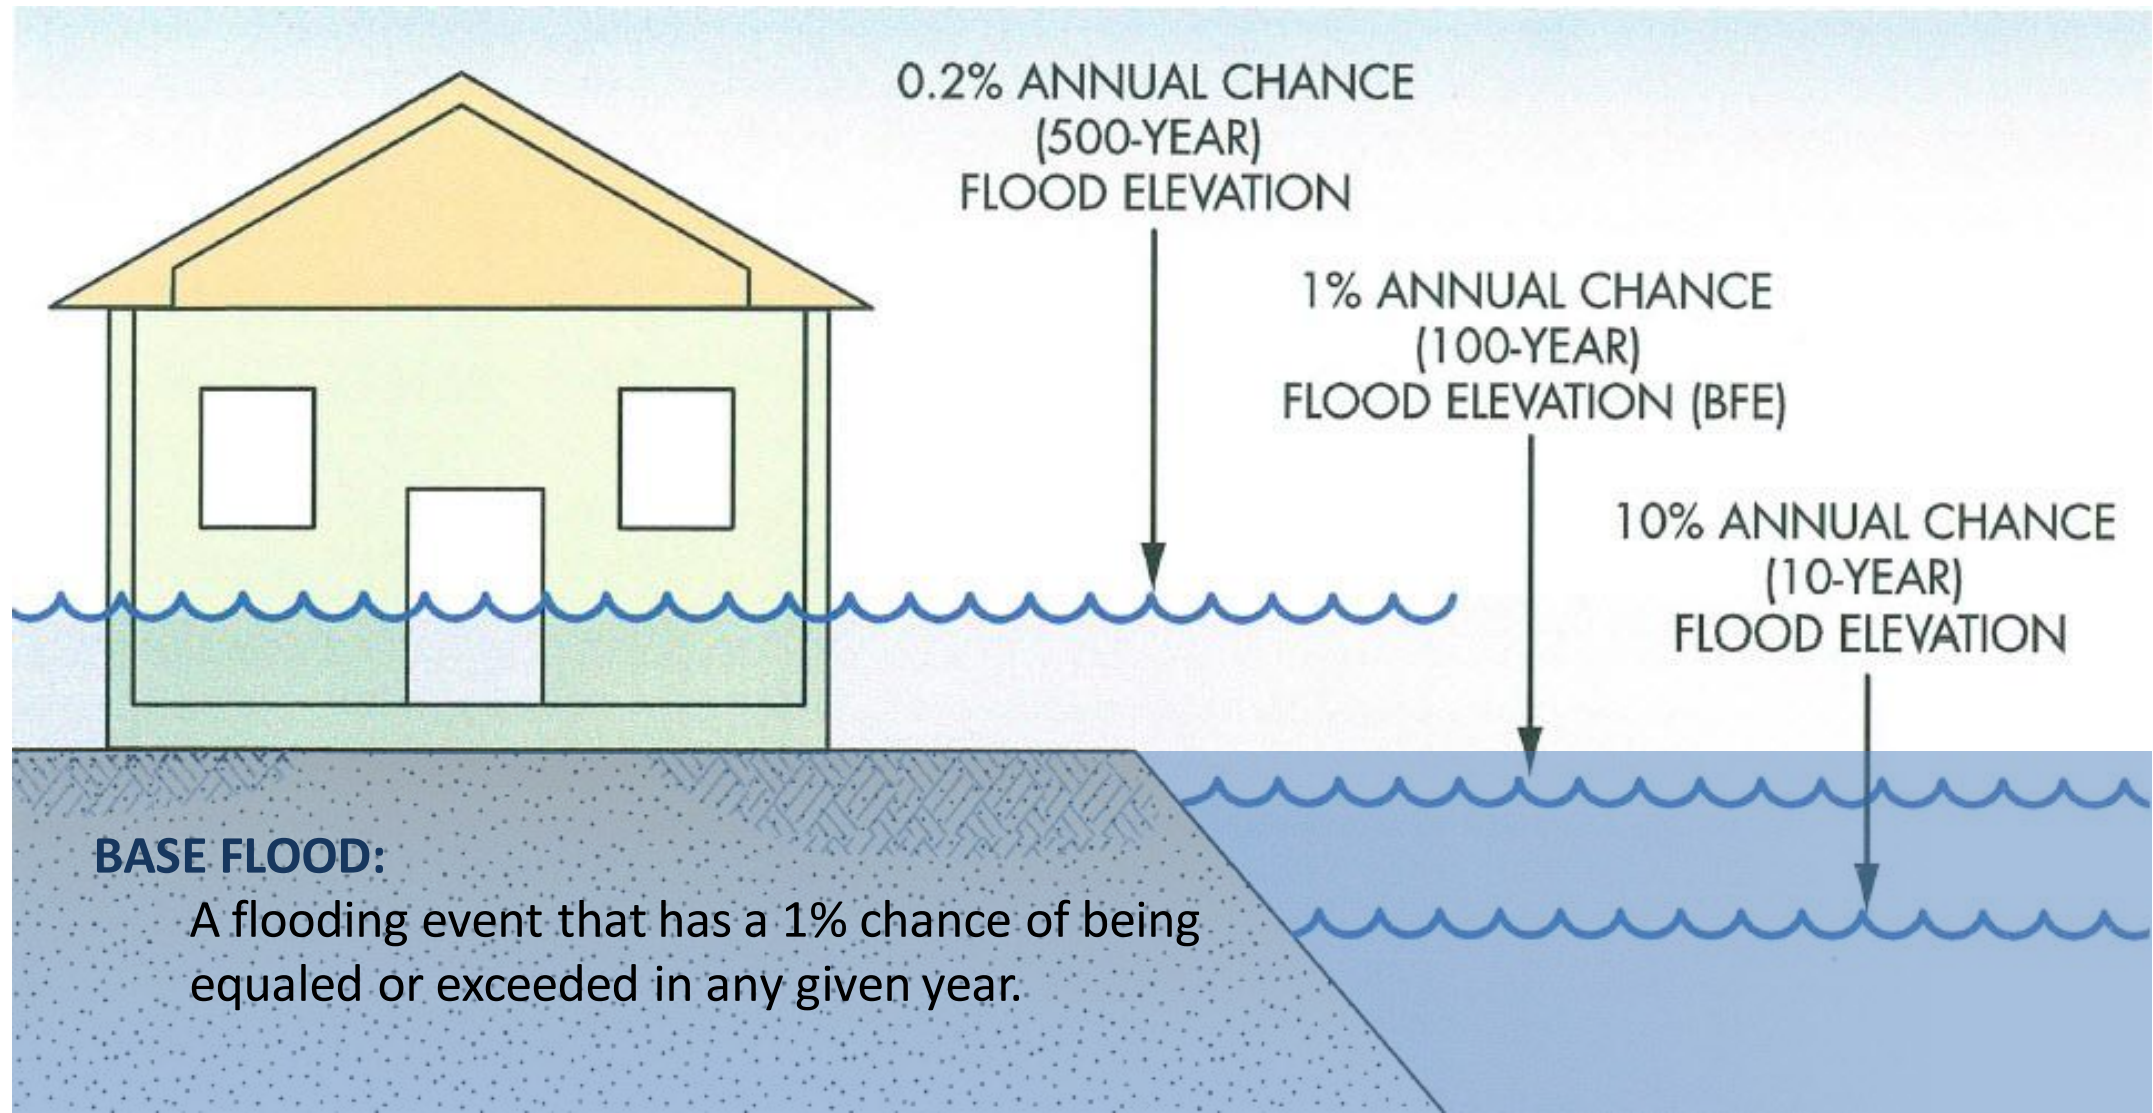 0.2% ANNUAL CHANCE
(500-YEAR)
FLOOD ELEVATION
1% ANNUAL CHANCE
(100-YEAR)
FLOOD ELEVATION (BFE)
10% ANNUAL CHANCE
(10-YEAR)
FLOOD ELEVATION
BASE FLOOD:
A flooding event that has a 1% chance of being
equaled or exceeded in any given year.